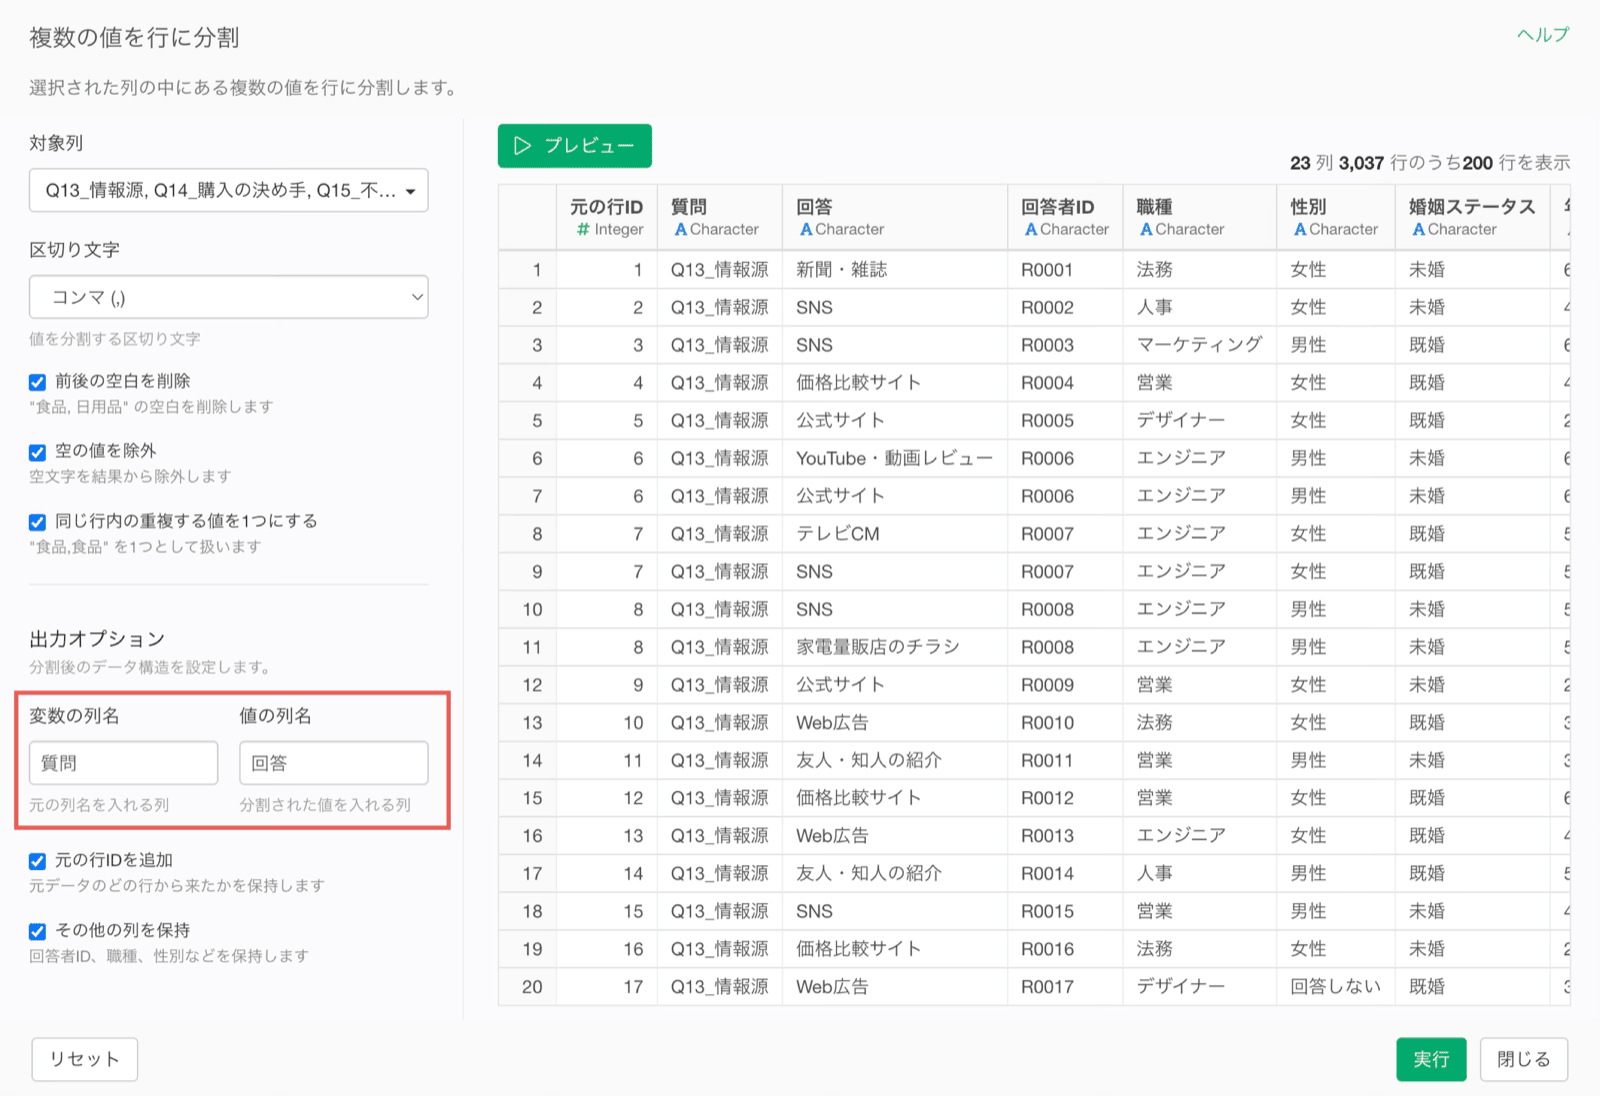 複数の値を行に分割
ヘルプ
選択された列の中にある複数の値を行に分割します。
対象列
Q13_情報源, Q14_購入の決め手, Q15_不...
区切り文字
コンマ (,)
値を分割する区切り文字
前後の空白を削除
"食品, 日用品" の空白を削除します
空の値を除外
空文字を結果から除外します
同じ行内の重複する値を1つにする
"食品,食品" を1つとして扱います
出力オプション
分割後のデータ構造を設定します。
変数の列名 値の列名
質問 回答
元の列名を入れる列 分割された値を入れる列
元の行IDを追加
元データのどの行から来たかを保持します
その他の列を保持
回答者ID、職種、性別などを保持します
プレビュー
23 列 3,037 行のうち200 行を表示
元の行ID 質問 回答 回答者ID 職種 性別 婚姻ステータス
# Integer A Character A Character A Character A Character A Character A Character
1 1 Q13_情報源 新聞・雑誌 R0001 法務 女性 未婚 6
2 2 Q13_情報源 SNS R0002 人事 女性 未婚 4
3 3 Q13_情報源 SNS R0003 マーケティング 男性 既婚 6
4 4 Q13_情報源 価格比較サイト R0004 営業 女性 既婚 4
5 5 Q13_情報源 公式サイト R0005 デザイナー 女性 既婚 2
6 6 Q13_情報源 YouTube・動画レビュー R0006 エンジニア 男性 未婚 6
7 6 Q13_情報源 公式サイト R0006 エンジニア 男性 未婚 6
8 7 Q13_情報源 テレビCM R0007 エンジニア 女性 既婚 5
9 7 Q13_情報源 SNS R0007 エンジニア 女性 既婚 5
10 8 Q13_情報源 SNS R0008 エンジニア 男性 未婚 5
11 8 Q13_情報源 家電量販店のチラシ R0008 エンジニア 男性 未婚 5
12 9 Q13_情報源 公式サイト R0009 営業 女性 未婚 2
13 10 Q13_情報源 Web広告 R0010 法務 女性 既婚 3
14 11 Q13_情報源 友人・知人の紹介 R0011 営業 男性 未婚 3
15 12 Q13_情報源 価格比較サイト R0012 営業 女性 既婚 6
16 13 Q13_情報源 Web広告 R0013 エンジニア 女性 既婚 4
17 14 Q13_情報源 友人・知人の紹介 R0014 人事 男性 既婚 5
18 15 Q13_情報源 SNS R0015 営業 男性 未婚 4
19 16 Q13_情報源 価格比較サイト R0016 法務 女性 未婚 2
20 17 Q13_情報源 Web広告 R0017 デザイナー 回答しない 既婚 3
リセット
実行
閉じる